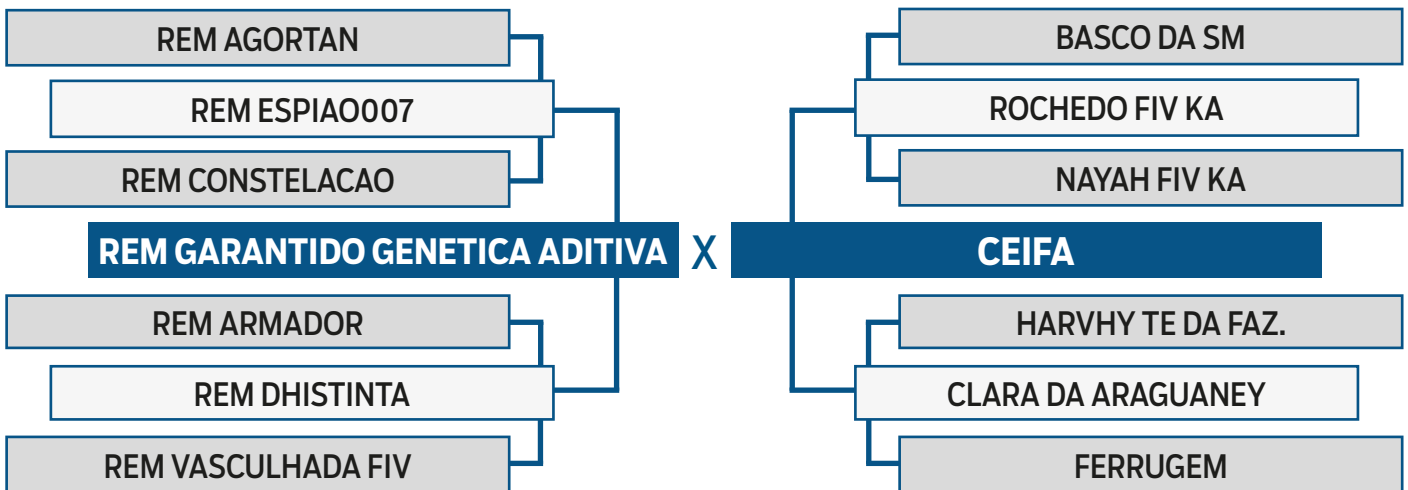 REM AGORTAN
REM ESPIAO007
REM CONSTELACAO
REM GARANTIDO GENETICA ADITIVA
REM ARMADOR
REM DHISTINTA
REM VASCULHADA FIV
X
BASCO DA SM
ROCHEDO FIV KA
NAYAH FIV KA
CEIFA
HARVHY TE DA FAZ.
CLARA DA ARAGUANEY
FERRUGEM